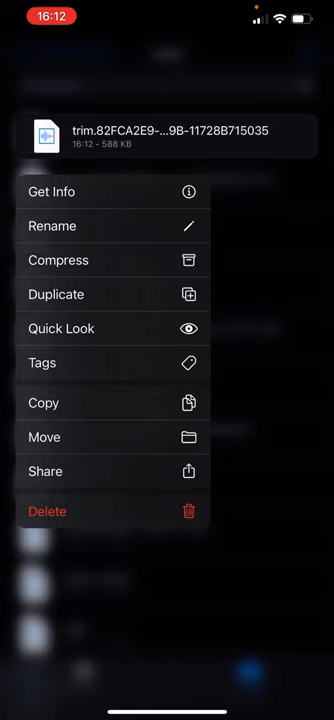 16:12
trim.82FCA2E9-...9B-11728B715035
16:12 - 588 KB
Get Info
Rename
Compress
Duplicate
Quick Look
Tags
Copy
Move
Share
Delete